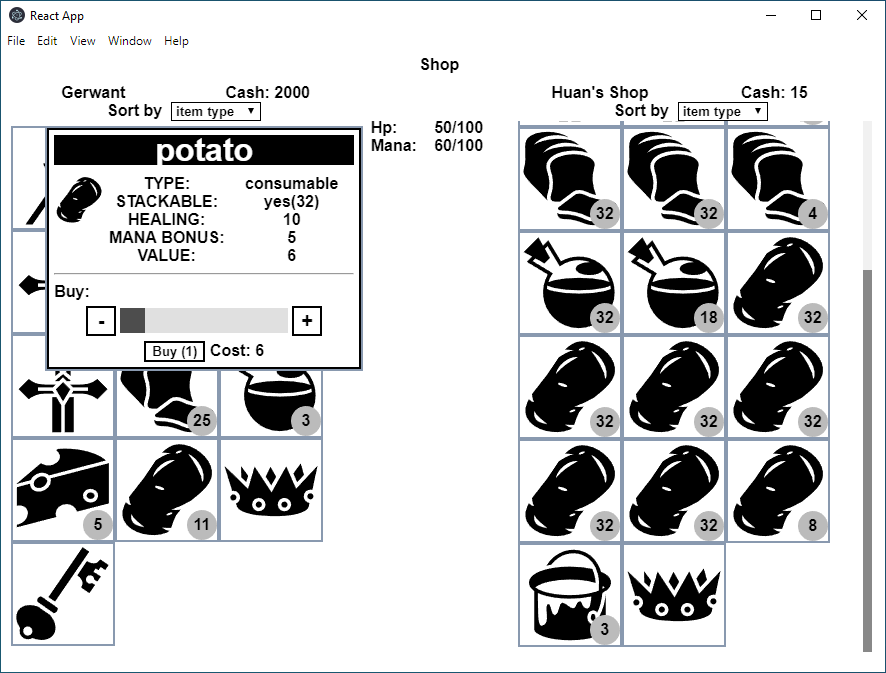 React App
File Edit View Window Help
Shop
Gerwant Cash: 2000
Sort by item type
Huan's Shop Cash: 15
Sort by item type
Hp: 50/100
Mana: 60/100
potato
TYPE: consumable
STACKABLE: yes(32)
HEALING: 10
MANA BONUS: 5
VALUE: 6
Buy:
- +
Buy (1) Cost: 6
25 3
5 11
32 32 4
32 18 32
32 32 32
32 32 8
3